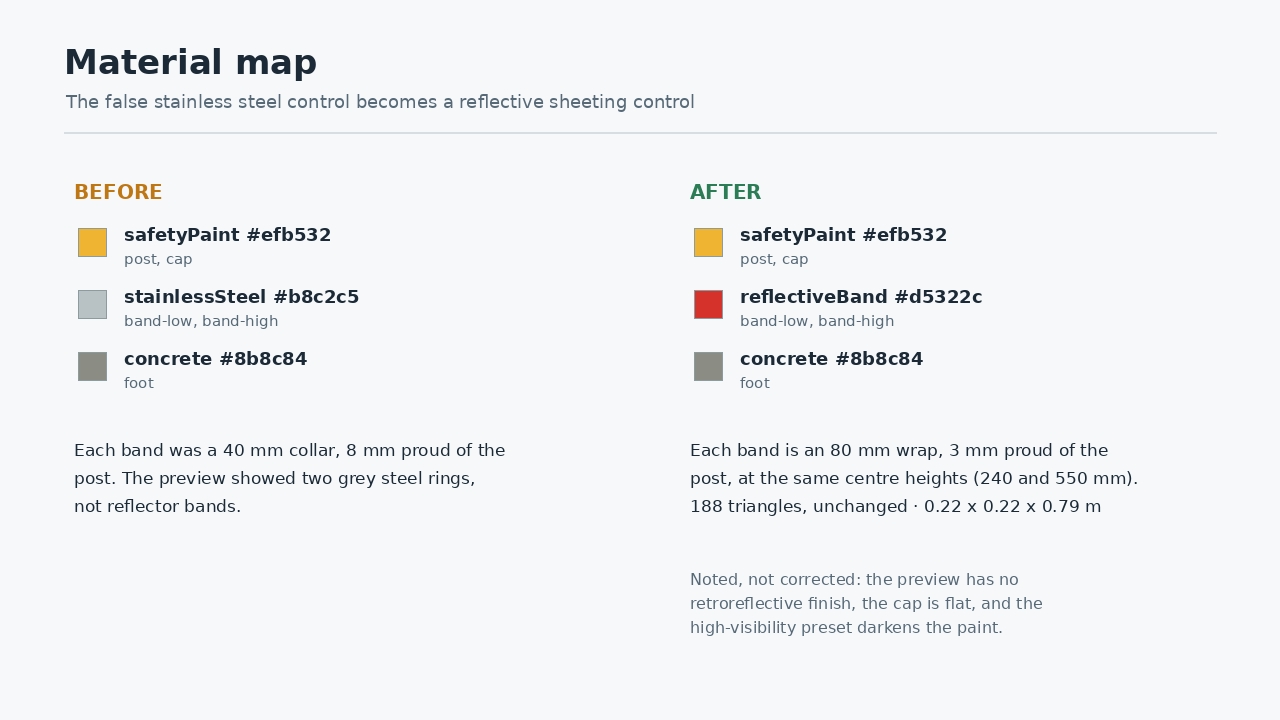 Material map
The false stainless steel control becomes a reflective sheeting control
BEFORE
safetyPaint #efb532
post, cap
stainlessSteel #b8c2c5
band-low, band-high
concrete #8b8c84
foot
Each band was a 40 mm collar, 8 mm proud of the
post. The preview showed two grey steel rings,
not reflector bands.
AFTER
safetyPaint #efb532
post, cap
reflectiveBand #d5322c
band-low, band-high
concrete #8b8c84
foot
Each band is an 80 mm wrap, 3 mm proud of the
post, at the same centre heights (240 and 550 mm).
188 triangles, unchanged · 0.22 x 0.22 x 0.79 m
Noted, not corrected: the preview has no
retroreflective finish, the cap is flat, and the
high-visibility preset darkens the paint.